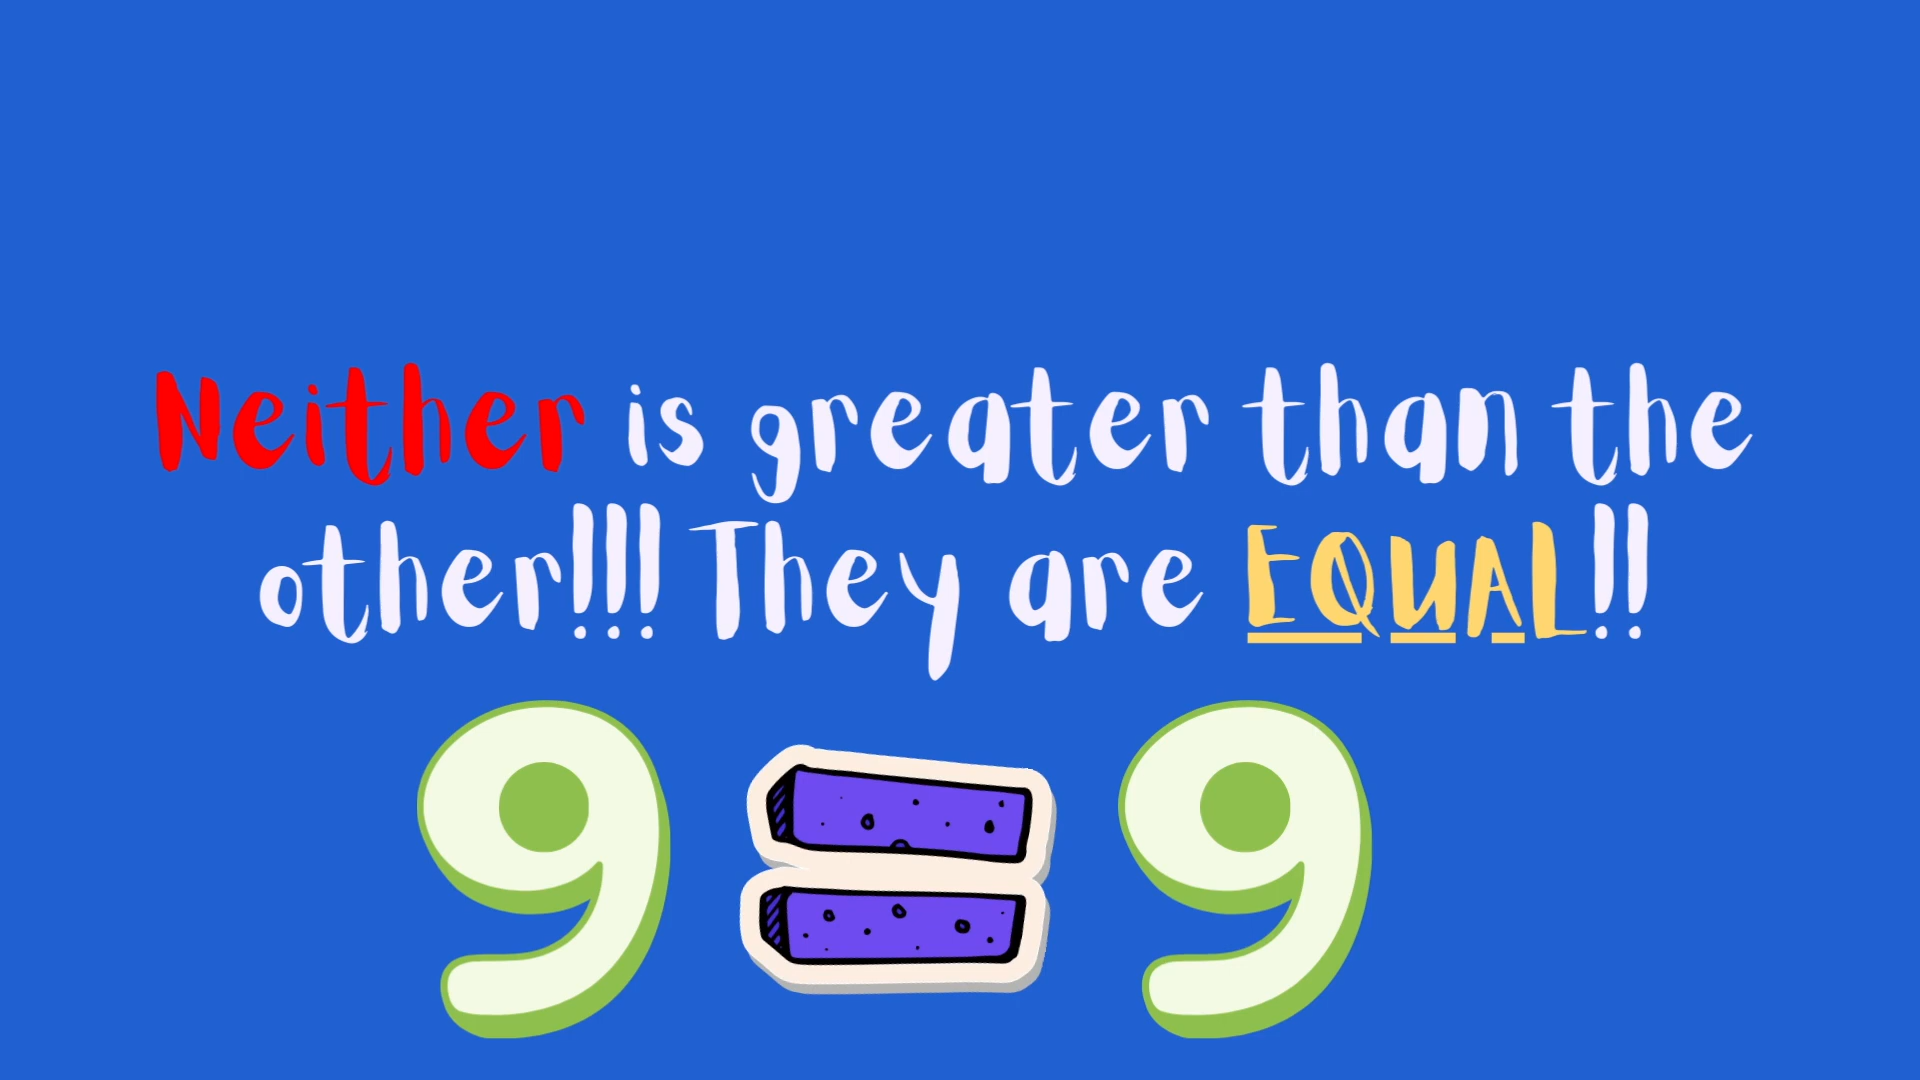 Neither is greater than the
other!!! They are EQUAL!!
9 = 9